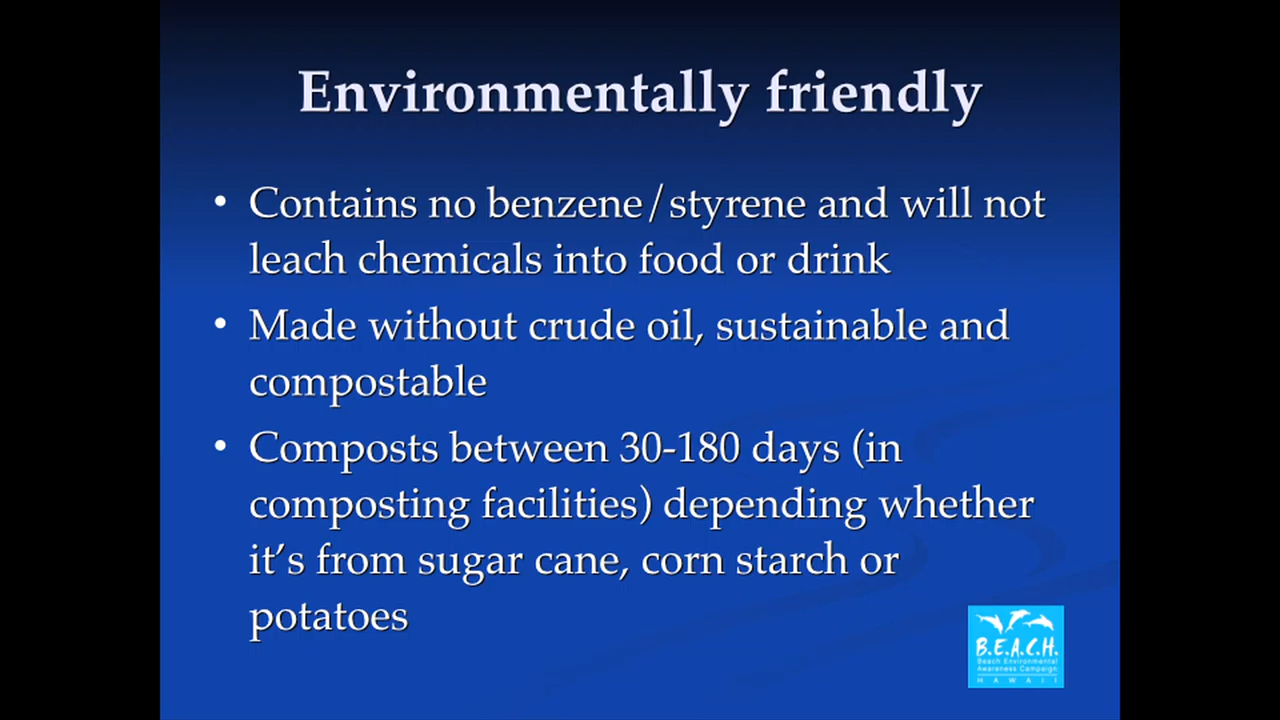 Environmentally friendly
• Contains no benzene/styrene and will not
leach chemicals into food or drink
• Made without crude oil, sustainable and
compostable
• Composts between 30-180 days (in
composting facilities) depending whether
it’s from sugar cane, corn starch or
potatoes
B.E.A.C.H.
Beach Environmental
Awareness Campaign
HAWAII